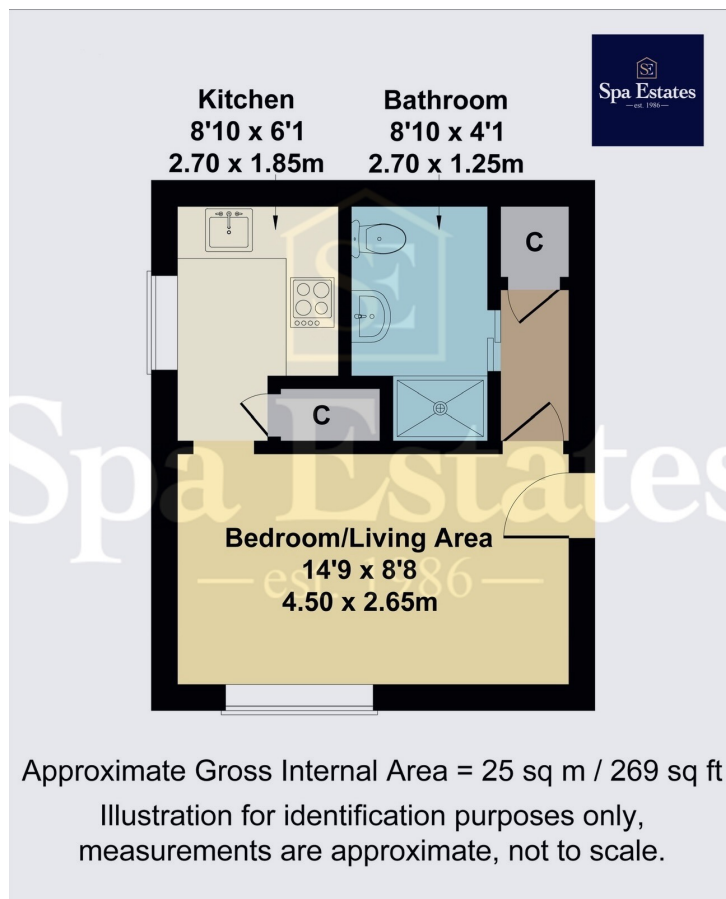 SE
Spa Estates
est. 1986
Kitchen
8'10 x 6'1
2.70 x 1.85m
Bathroom
8'10 x 4'1
2.70 x 1.25m
C
C
SE
Spa Estates
est. 1986
Bedroom/Living Area
14'9 x 8'8
4.50 x 2.65m
Approximate Gross Internal Area = 25 sq m / 269 sq ft
Illustration for identification purposes only,
measurements are approximate, not to scale.